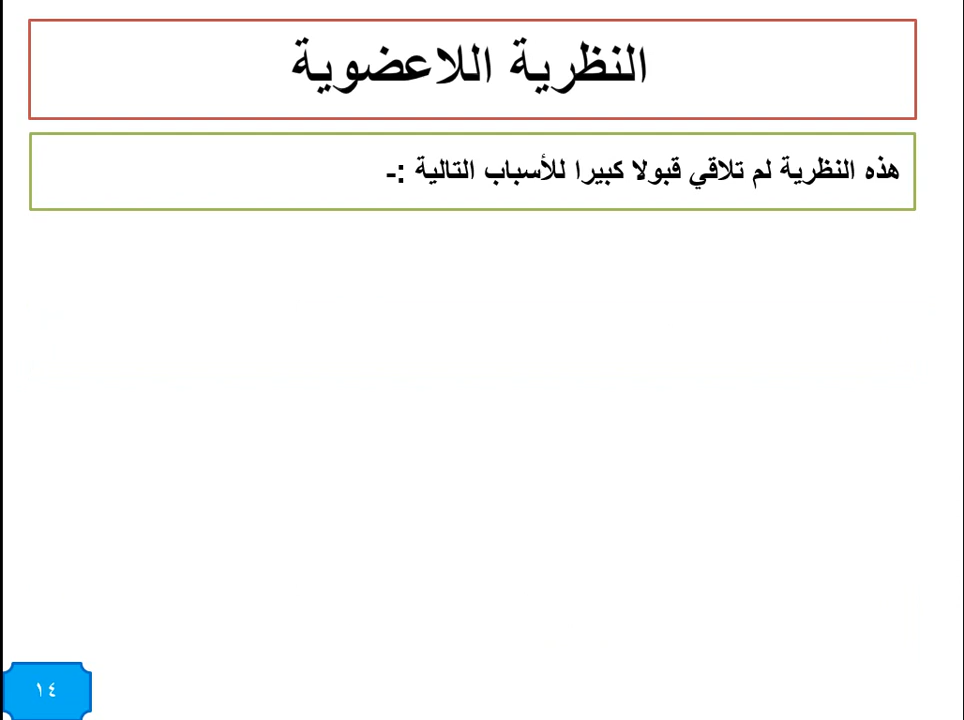 النظرية اللاعضوية
هذه النظرية لم تلاقي قبولا كبيرا للأسباب التالية :-
١٤